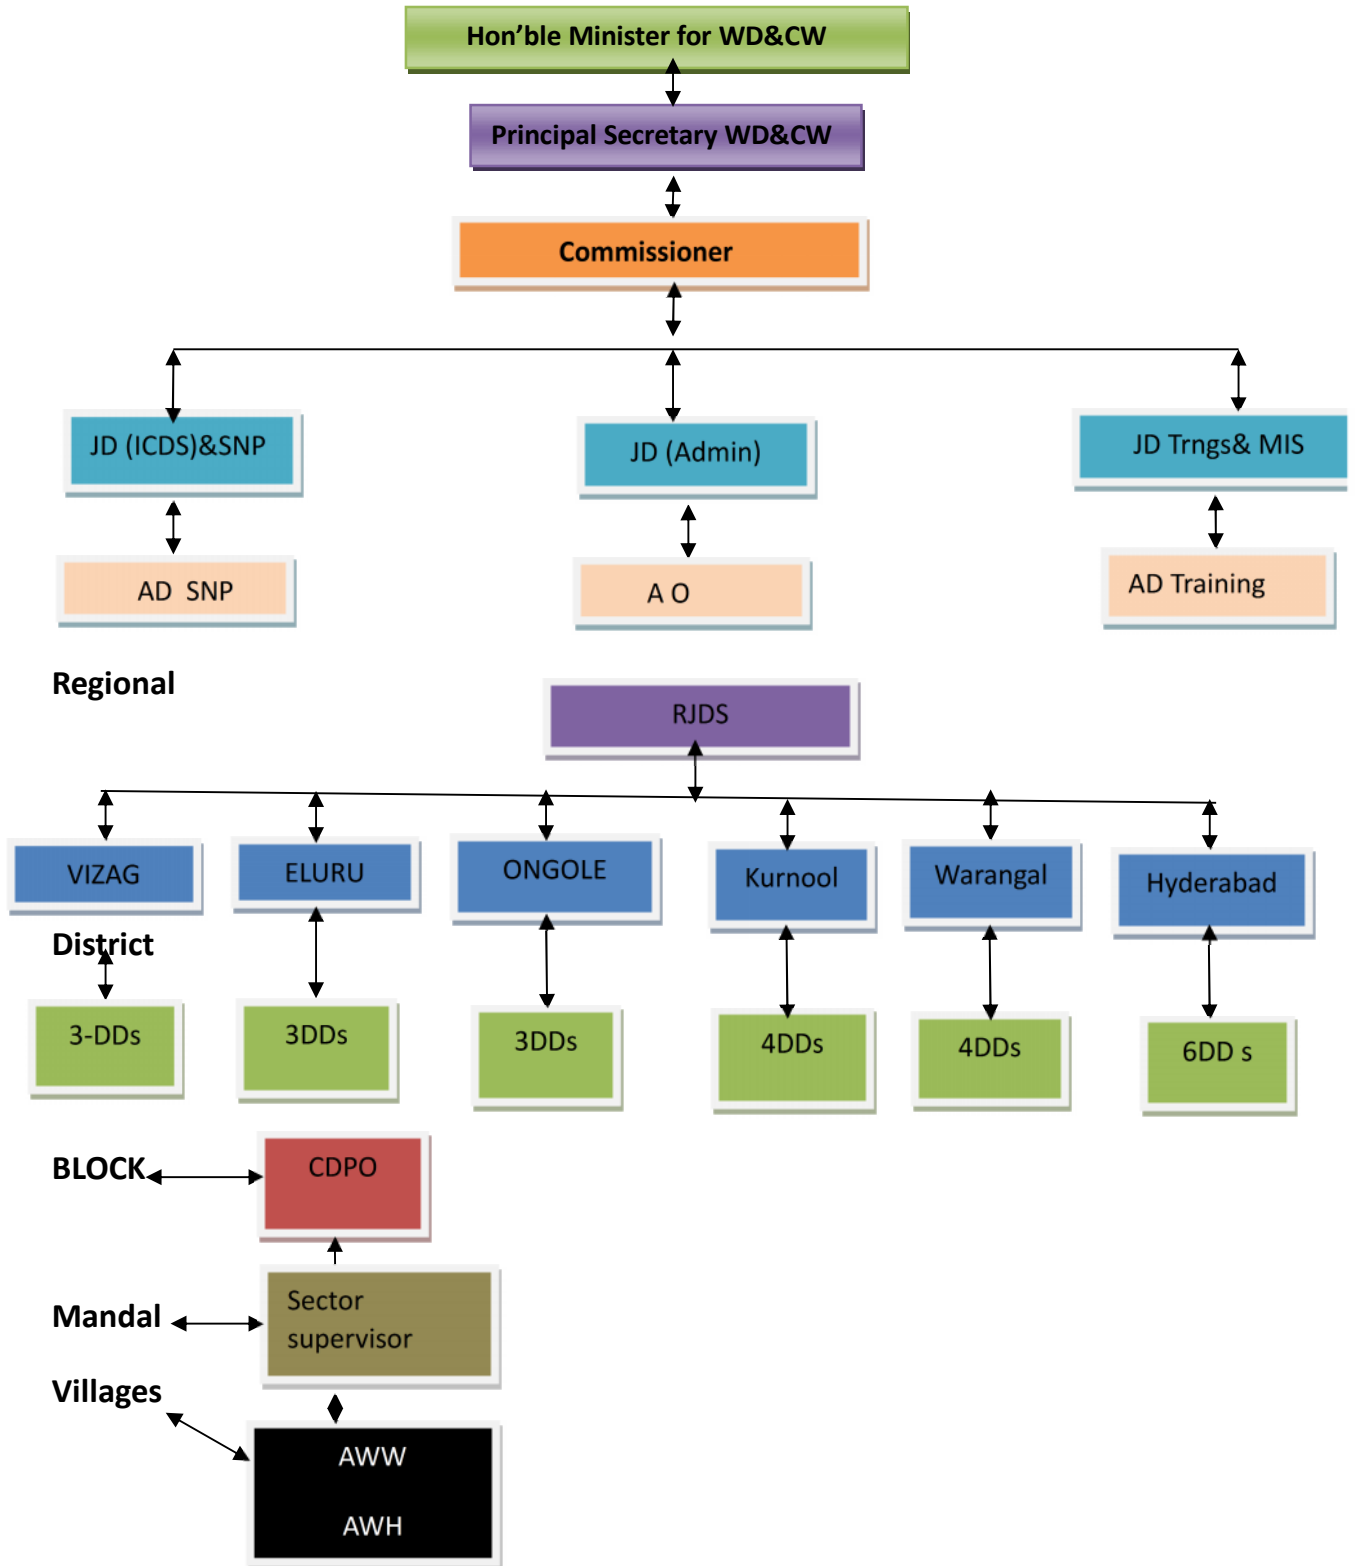 Hon’ble Minister for WD&CW
Principal Secretary WD&CW
Commissioner
JD (ICDS)&SNP
JD (Admin)
JD Trngs& MIS
AD SNP
A O
AD Training
Regional
RJDS
VIZAG
ELURU
ONGOLE
Kurnool
Warangal
Hyderabad
District
3-DDs
3DDs
3DDs
4DDs
4DDs
6DD s
BLOCK
CDPO
Mandal
Sector
supervisor
Villages
AWW
AWH